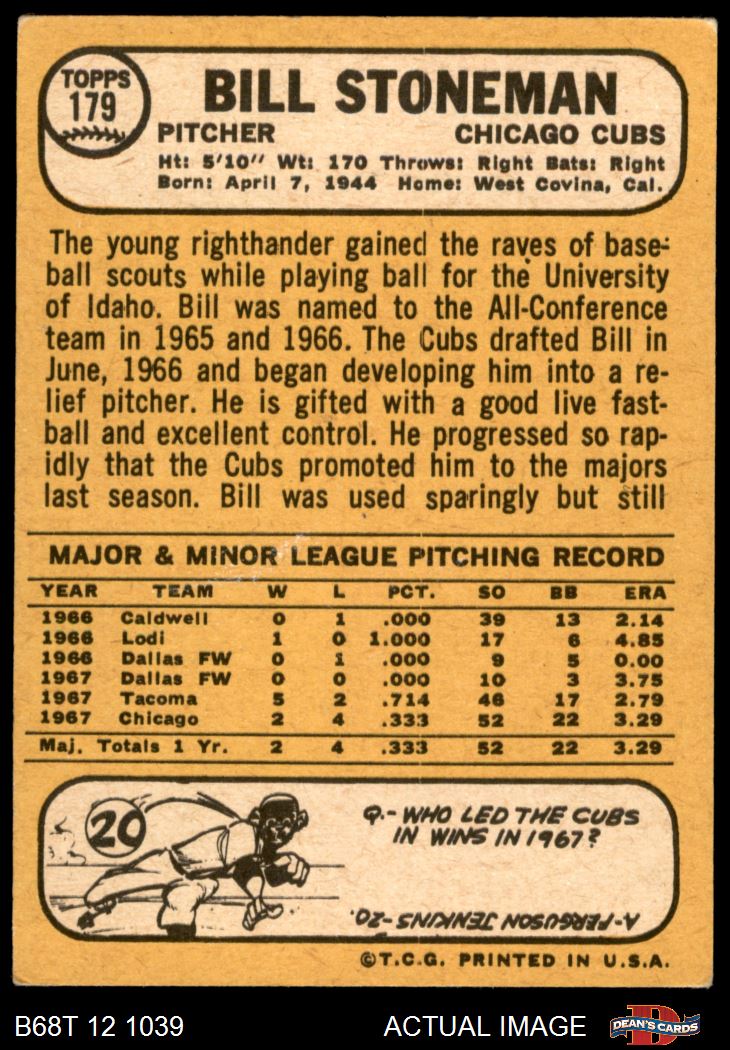 TOPPS
179
BILL STONEMAN
PITCHER CHICAGO CUBS
Ht: 5'10" Wt: 170 Throws: Right Bats: Right
Born: April 7, 1944 Home: West Covina, Cal.
The young righthander gained the raves of base-
ball scouts while playing ball for the University
of Idaho. Bill was named to the All-Conference
team in 1965 and 1966. The Cubs drafted Bill in
June, 1966 and began developing him into a re-
lief pitcher. He is gifted with a good live fast-
ball and excellent control. He progressed so rap-
idly that the Cubs promoted him to the majors
last season. Bill was used sparingly but still
MAJOR & MINOR LEAGUE PITCHING RECORD
YEAR TEAM W L PCT. SO BB ERA
1966 Caldwell 0 1 .000 39 13 2.14
1966 Lodi 1 0 1.000 17 6 4.85
1966 Dallas FW 0 1 .000 9 5 0.00
1967 Dallas FW 0 0 .000 10 3 3.75
1967 Tacoma 5 2 .714 46 17 2.79
1967 Chicago 2 4 .333 52 22 3.29
Maj. Totals 1 Yr. 2 4 .333 52 22 3.29
20
Q.- WHO LED THE CUBS
IN WINS IN 1967?
A-FERGUSON JENKINS-20.
©T.C.G. PRINTED IN U.S.A.
B68T 12 1039 ACTUAL IMAGE
D
DEAN'S CARDS